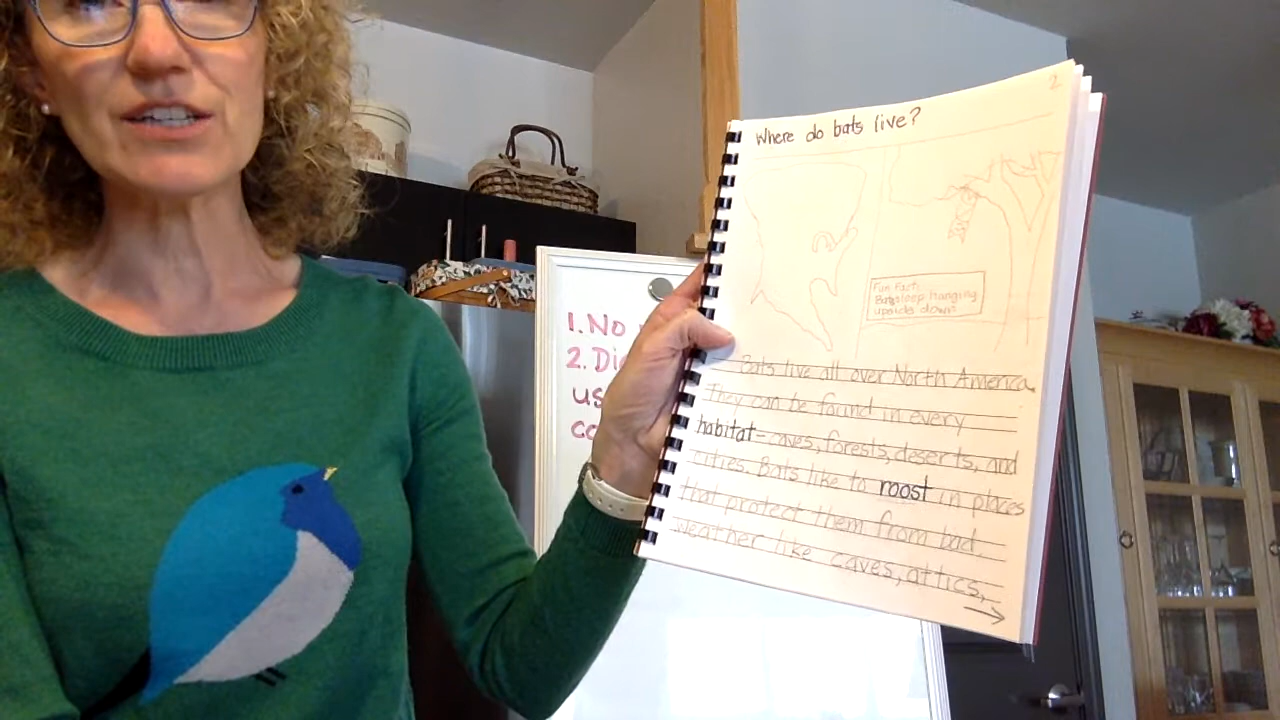 2
Where do bats live?
Fun Fact:
Bats sleep hanging
upside down
Bats live all over North America.
They can be found in every
habitat - caves, forests, deserts, and
cities. Bats like to roost in places
that protect them from bad
weather like caves, attics,
→
1. No
2. Di
us
co